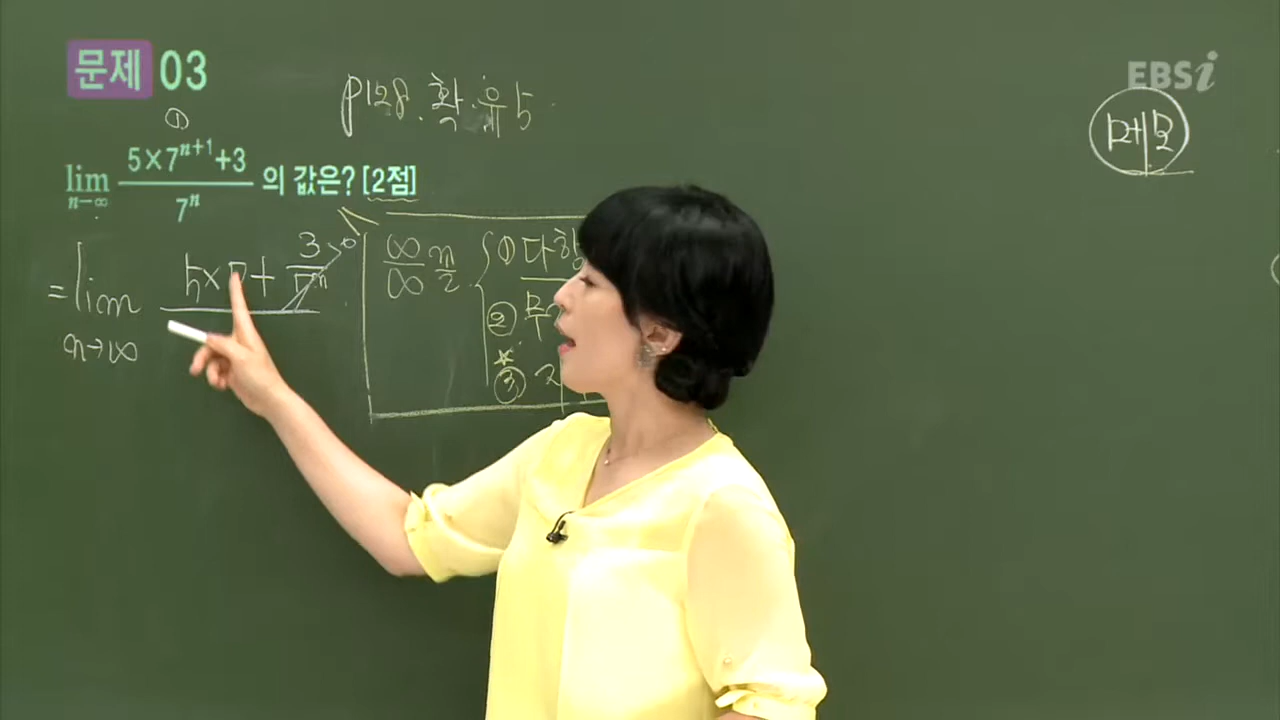 문제 03
EBSi
p128. 확.유5
메모
①
lim n→∞ 5×7^{n+1}+3 / 7^n 의 값은? [2점]
= lim n→∞ 5×7+ 3/7^n → 0
∞/∞ 꼴 ① 다항
②
☆
③